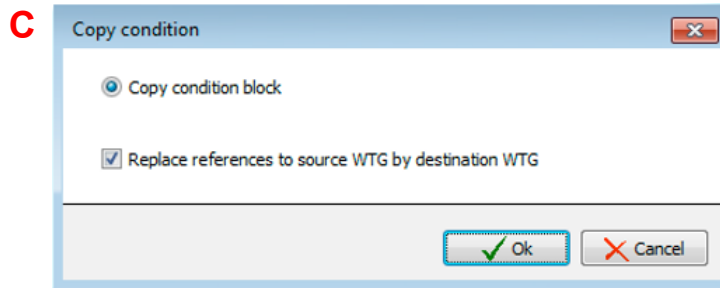 C
Copy condition
Copy condition block
Replace references to source WTG by destination WTG
Ok
Cancel